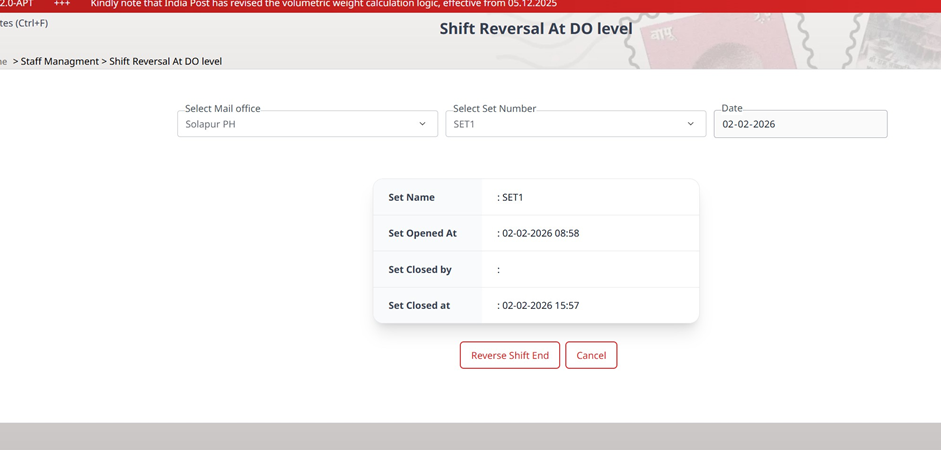 2.0-APT +++ Kindly note that India Post has revised the volumetric weight calculation logic, effective from 05.12.2025
tes (Ctrl+F)
Shift Reversal At DO level
वायु
ne > Staff Managment > Shift Reversal At DO level
Select Mail office
Solapur PH
Select Set Number
SET1
Date
02-02-2026
Set Name : SET1
Set Opened At : 02-02-2026 08:58
Set Closed by :
Set Closed at : 02-02-2026 15:57
Reverse Shift End
Cancel